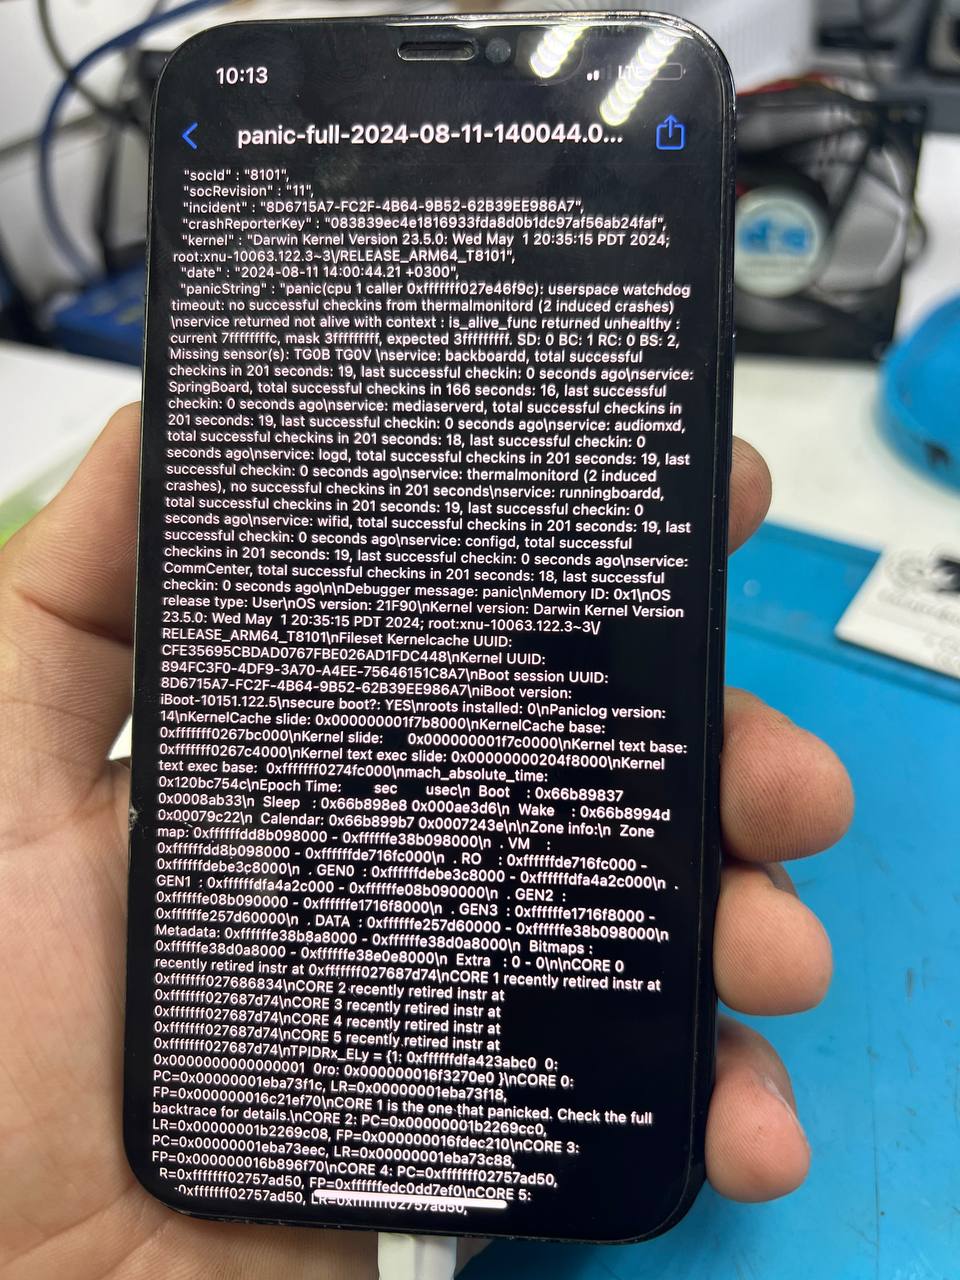 10:13
LTE
panic-full-2024-08-11-140044.0...
"socId" : "8101",
"socRevision" : "11",
"incident" : "8D6715A7-FC2F-4B64-9B52-62B39EE986A7",
"crashReporterKey" : "083839ec4e1816933fda8d0b1dc97af56ab24faf",
"kernel" : "Darwin Kernel Version 23.5.0: Wed May  1 20:35:15 PDT 2024;
root:xnu-10063.122.3~3\/RELEASE_ARM64_T8101",
"date" : "2024-08-11 14:00:44.21 +0300",
"panicString" : "panic(cpu 1 caller 0xfffffff027e46f9c): userspace watchdog
timeout: no successful checkins from thermalmonitord (2 induced crashes)
\nservice returned not alive with context : is_alive_func returned unhealthy :
current 7ffffffffc, mask 3fffffffff, expected 3fffffffff. SD: 0 BC: 1 RC: 0 BS: 2,
Missing sensor(s): TG0B TG0V \nservice: backboardd, total successful
checkins in 201 seconds: 19, last successful checkin: 0 seconds ago\nservice:
SpringBoard, total successful checkins in 166 seconds: 16, last successful
checkin: 0 seconds ago\nservice: mediaserverd, total successful checkins in
201 seconds: 19, last successful checkin: 0 seconds ago\nservice: audiomxd,
total successful checkins in 201 seconds: 18, last successful checkin: 0
seconds ago\nservice: logd, total successful checkins in 201 seconds: 19, last
successful checkin: 0 seconds ago\nservice: thermalmonitord (2 induced
crashes), no successful checkins in 201 seconds\nservice: runningboardd,
total successful checkins in 201 seconds: 19, last successful checkin: 0
seconds ago\nservice: wifid, total successful checkins in 201 seconds: 19, last
successful checkin: 0 seconds ago\nservice: configd, total successful
checkins in 201 seconds: 19, last successful checkin: 0 seconds ago\nservice:
CommCenter, total successful checkins in 201 seconds: 18, last successful
checkin: 0 seconds ago\n\nDebugger message: panic\nMemory ID: 0x1\nOS
release type: User\nOS version: 21F90\nKernel version: Darwin Kernel Version
23.5.0: Wed May  1 20:35:15 PDT 2024; root:xnu-10063.122.3~3\/
RELEASE_ARM64_T8101\nFileset Kernelcache UUID:
CFE35695CBDAD0767FBE026AD1FDC448\nKernel UUID:
894FC3F0-4DF9-3A70-A4EE-75646151C8A7\nBoot session UUID:
8D6715A7-FC2F-4B64-9B52-62B39EE986A7\niBoot version:
iBoot-10151.122.5\nsecure boot?: YES\nroots installed: 0\nPaniclog version:
14\nKernelCache slide: 0x000000001f7b8000\nKernelCache base:
0xfffffff0267bc000\nKernel slide:      0x000000001f7c0000\nKernel text base:
0xfffffff0267c4000\nKernel text exec slide: 0x00000000204f8000\nKernel
text exec base:  0xfffffff0274fc000\nmach_absolute_time:
0x120bc754c\nEpoch Time:        sec       usec\n  Boot    : 0x66b89837
0x0008ab33\n  Sleep   : 0x66b898e8 0x000ae3d6\n  Wake    : 0x66b8994d
0x00079c22\n  Calendar: 0x66b899b7 0x0007243e\n\nZone info:\n  Zone
map: 0xffffffdd8b098000 - 0xffffffe38b098000\n  . VM    :
0xffffffdd8b098000 - 0xffffffde716fc000\n  . RO    : 0xffffffde716fc000 -
0xffffffdebe3c8000\n  . GEN0  : 0xffffffdebe3c8000 - 0xffffffdfa4a2c000\n  .
GEN1  : 0xffffffdfa4a2c000 - 0xffffffe08b090000\n  . GEN2  :
0xffffffe08b090000 - 0xffffffe1716f8000\n  . GEN3  : 0xffffffe1716f8000 -
0xffffffe257d60000\n  . DATA  : 0xffffffe257d60000 - 0xffffffe38b098000\n
Metadata: 0xffffffe38b8a8000 - 0xffffffe38d0a8000\n  Bitmaps :
0xffffffe38d0a8000 - 0xffffffe38e0e8000\n  Extra   : 0 - 0\n\nCORE 0
recently retired instr at 0xfffffff027687d74\nCORE 1 recently retired instr at
0xfffffff027686834\nCORE 2 recently retired instr at
0xfffffff027687d74\nCORE 3 recently retired instr at
0xfffffff027687d74\nCORE 4 recently retired instr at
0xfffffff027687d74\nCORE 5 recently retired instr at
0xfffffff027687d74\nTPIDRx_ELy = {1: 0xffffffdfa423abc0  0:
0x0000000000000001  0ro: 0x000000016f3270e0 }\nCORE 0:
PC=0x00000001eba73f1c, LR=0x00000001eba73f18,
FP=0x000000016c21ef70\nCORE 1 is the one that panicked. Check the full
backtrace for details.\nCORE 2: PC=0x00000001b2269cc0,
LR=0x00000001b2269c08, FP=0x000000016fdec210\nCORE 3:
PC=0x00000001eba73eec, LR=0x00000001eba73c88,
FP=0x000000016b896f70\nCORE 4: PC=0xfffffff02757ad50,
R=0xfffffff02757ad50, FP=0xffffffedc0dd7ef0\nCORE 5:
0xfffffff02757ad50, LR=0xfffffff02757ad50,